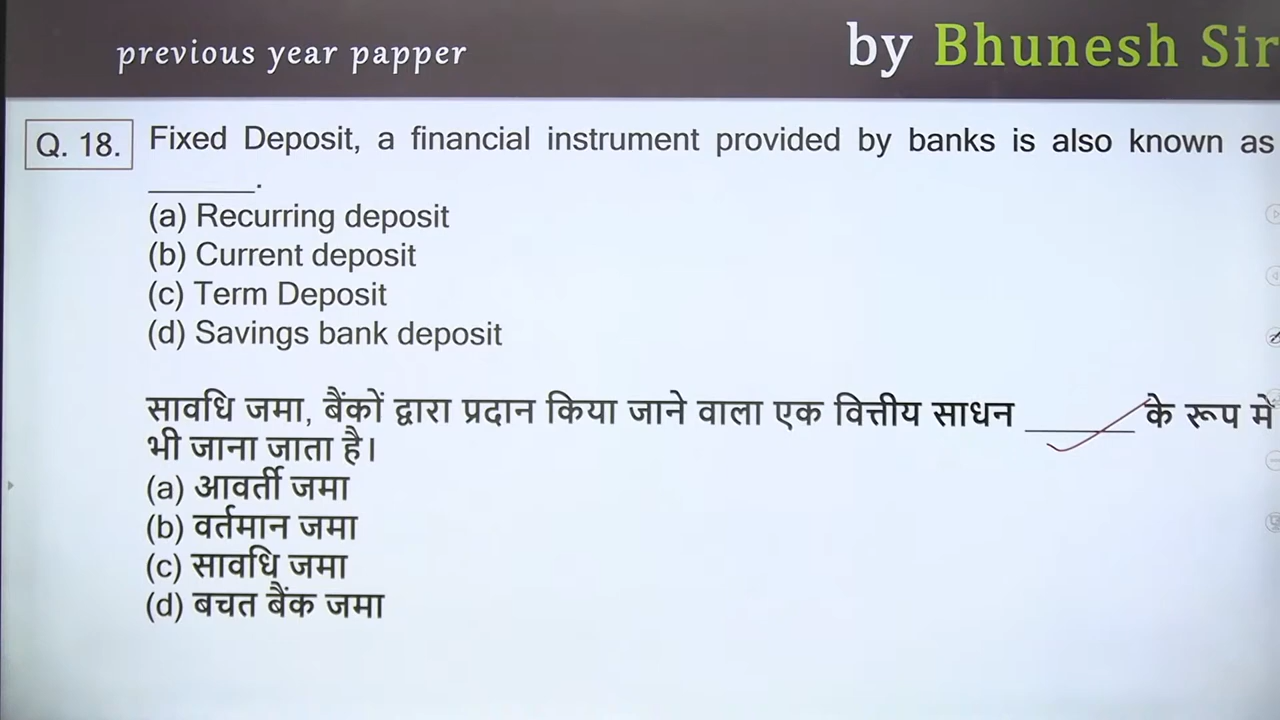 previous year papper
by Bhunesh Sir
Q. 18. Fixed Deposit, a financial instrument provided by banks is also known as
______.
(a) Recurring deposit
(b) Current deposit
(c) Term Deposit
(d) Savings bank deposit
सावधि जमा, बैंकों द्वारा प्रदान किया जाने वाला एक वित्तीय साधन ______ के रूप में
भी जाना जाता है।
(a) आवर्ती जमा
(b) वर्तमान जमा
(c) सावधि जमा
(d) बचत बैंक जमा